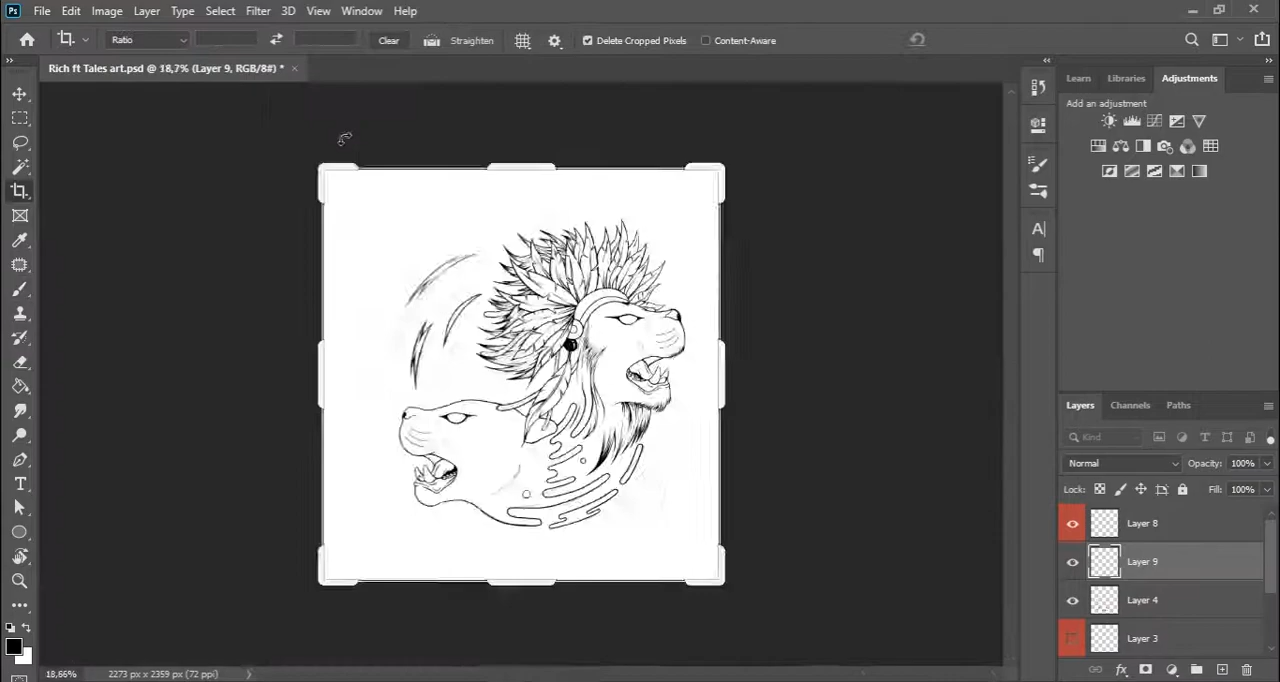 Ps File Edit Image Layer Type Select Filter 3D View Window Help
Ratio Clear Straighten Delete Cropped Pixels Content-Aware
Rich ft Tales art.psd @ 18,7% (Layer 9, RGB/8#) * ×
Learn Libraries Adjustments
Add an adjustment
Layers Channels Paths
Kind
Normal Opacity: 100%
Lock: Fill: 100%
Layer 8
Layer 9
Layer 4
Layer 3
18,66% 2273 px x 2359 px (72 ppi)